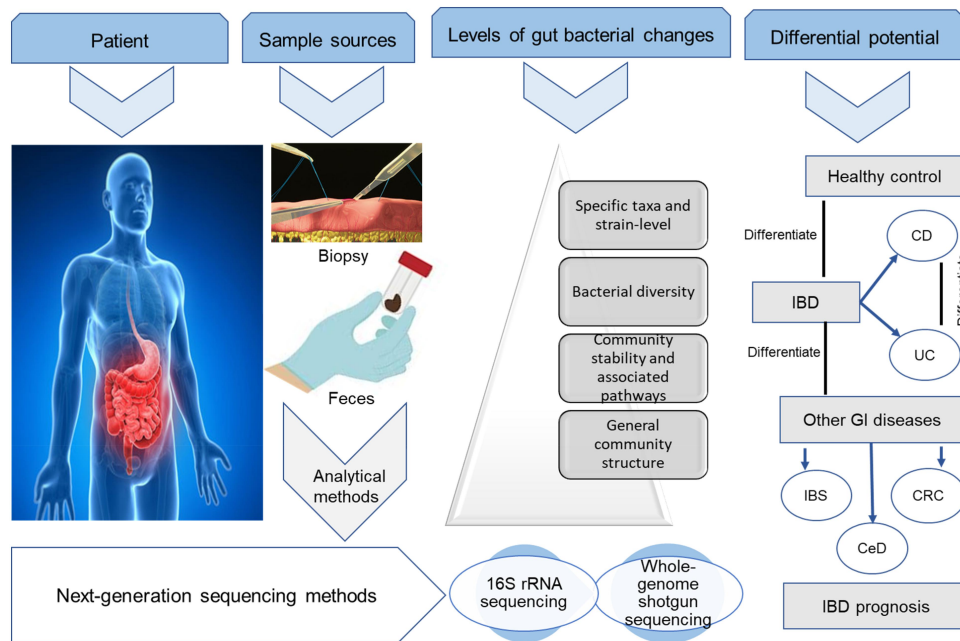 Patient
Sample sources
Levels of gut bacterial changes
Differential potential
Biopsy
Feces
Analytical
methods
Specific taxa and
strain-level
Bacterial diversity
Community
stability and
associated
pathways
General
community
structure
Healthy control
Differentiate
CD
IBD
Differentiate
UC
Differentiate
Other GI diseases
IBS
CRC
CeD
IBD prognosis
Next-generation sequencing methods
16S rRNA
sequencing
Whole-
genome
shotgun
sequencing